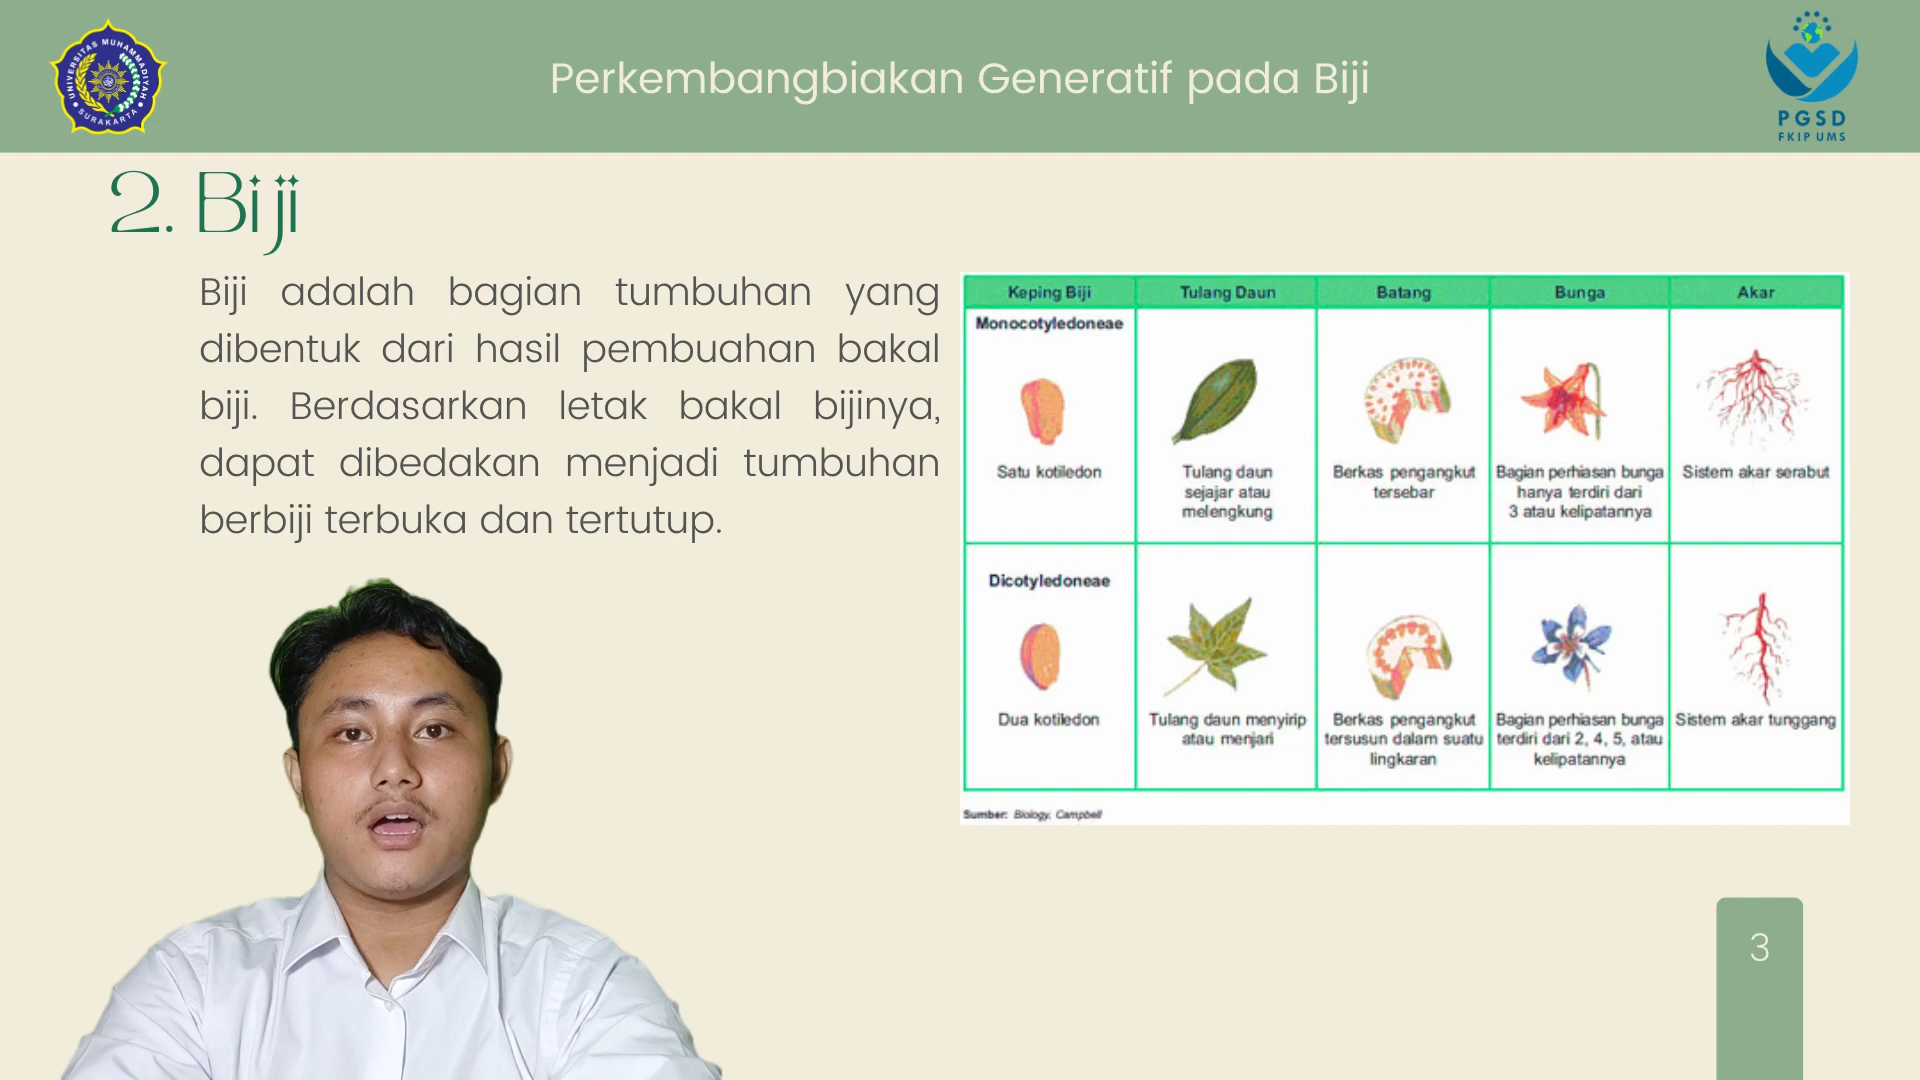 UNIVERSITAS MUHAMMADIYAH
SURAKARTA
Perkembangbiakan Generatif pada Biji
PGSD
FKIP UMS
2. Biji
Biji adalah bagian tumbuhan yang
dibentuk dari hasil pembuahan bakal
biji. Berdasarkan letak bakal bijinya,
dapat dibedakan menjadi tumbuhan
berbiji terbuka dan tertutup.
Keping Biji Tulang Daun Batang Bunga Akar
Monocotyledoneae
Satu kotiledon
Tulang daun
sejajar atau
melengkung
Berkas pengangkut
tersebar
Bagian perhiasan bunga
hanya terdiri dari
3 atau kelipatannya
Sistem akar serabut
Dicotyledoneae
Dua kotiledon
Tulang daun menyirip
atau menjari
Berkas pengangkut
tersusun dalam suatu
lingkaran
Bagian perhiasan bunga
terdiri dari 2, 4, 5, atau
kelipatannya
Sistem akar tunggang
Sumber: Biology, Campbell
3